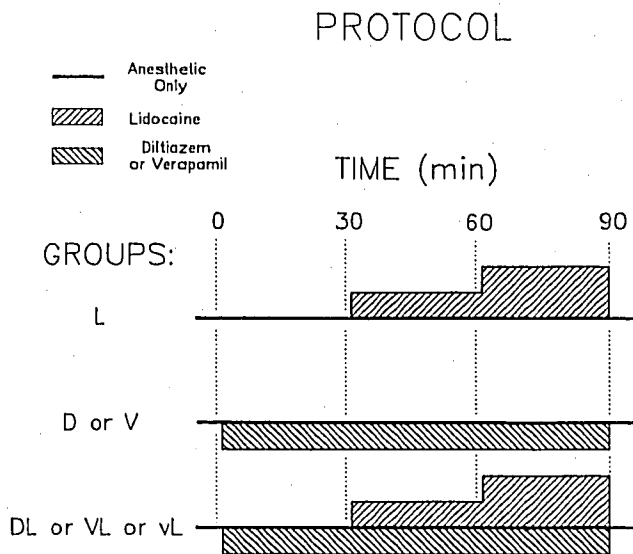 PROTOCOL
Anesthetic
Only
Lidocaine
Diltiazem
or Verapamil
TIME (min)
0 30 60 90
GROUPS:
L
D or V
DL or VL or vL